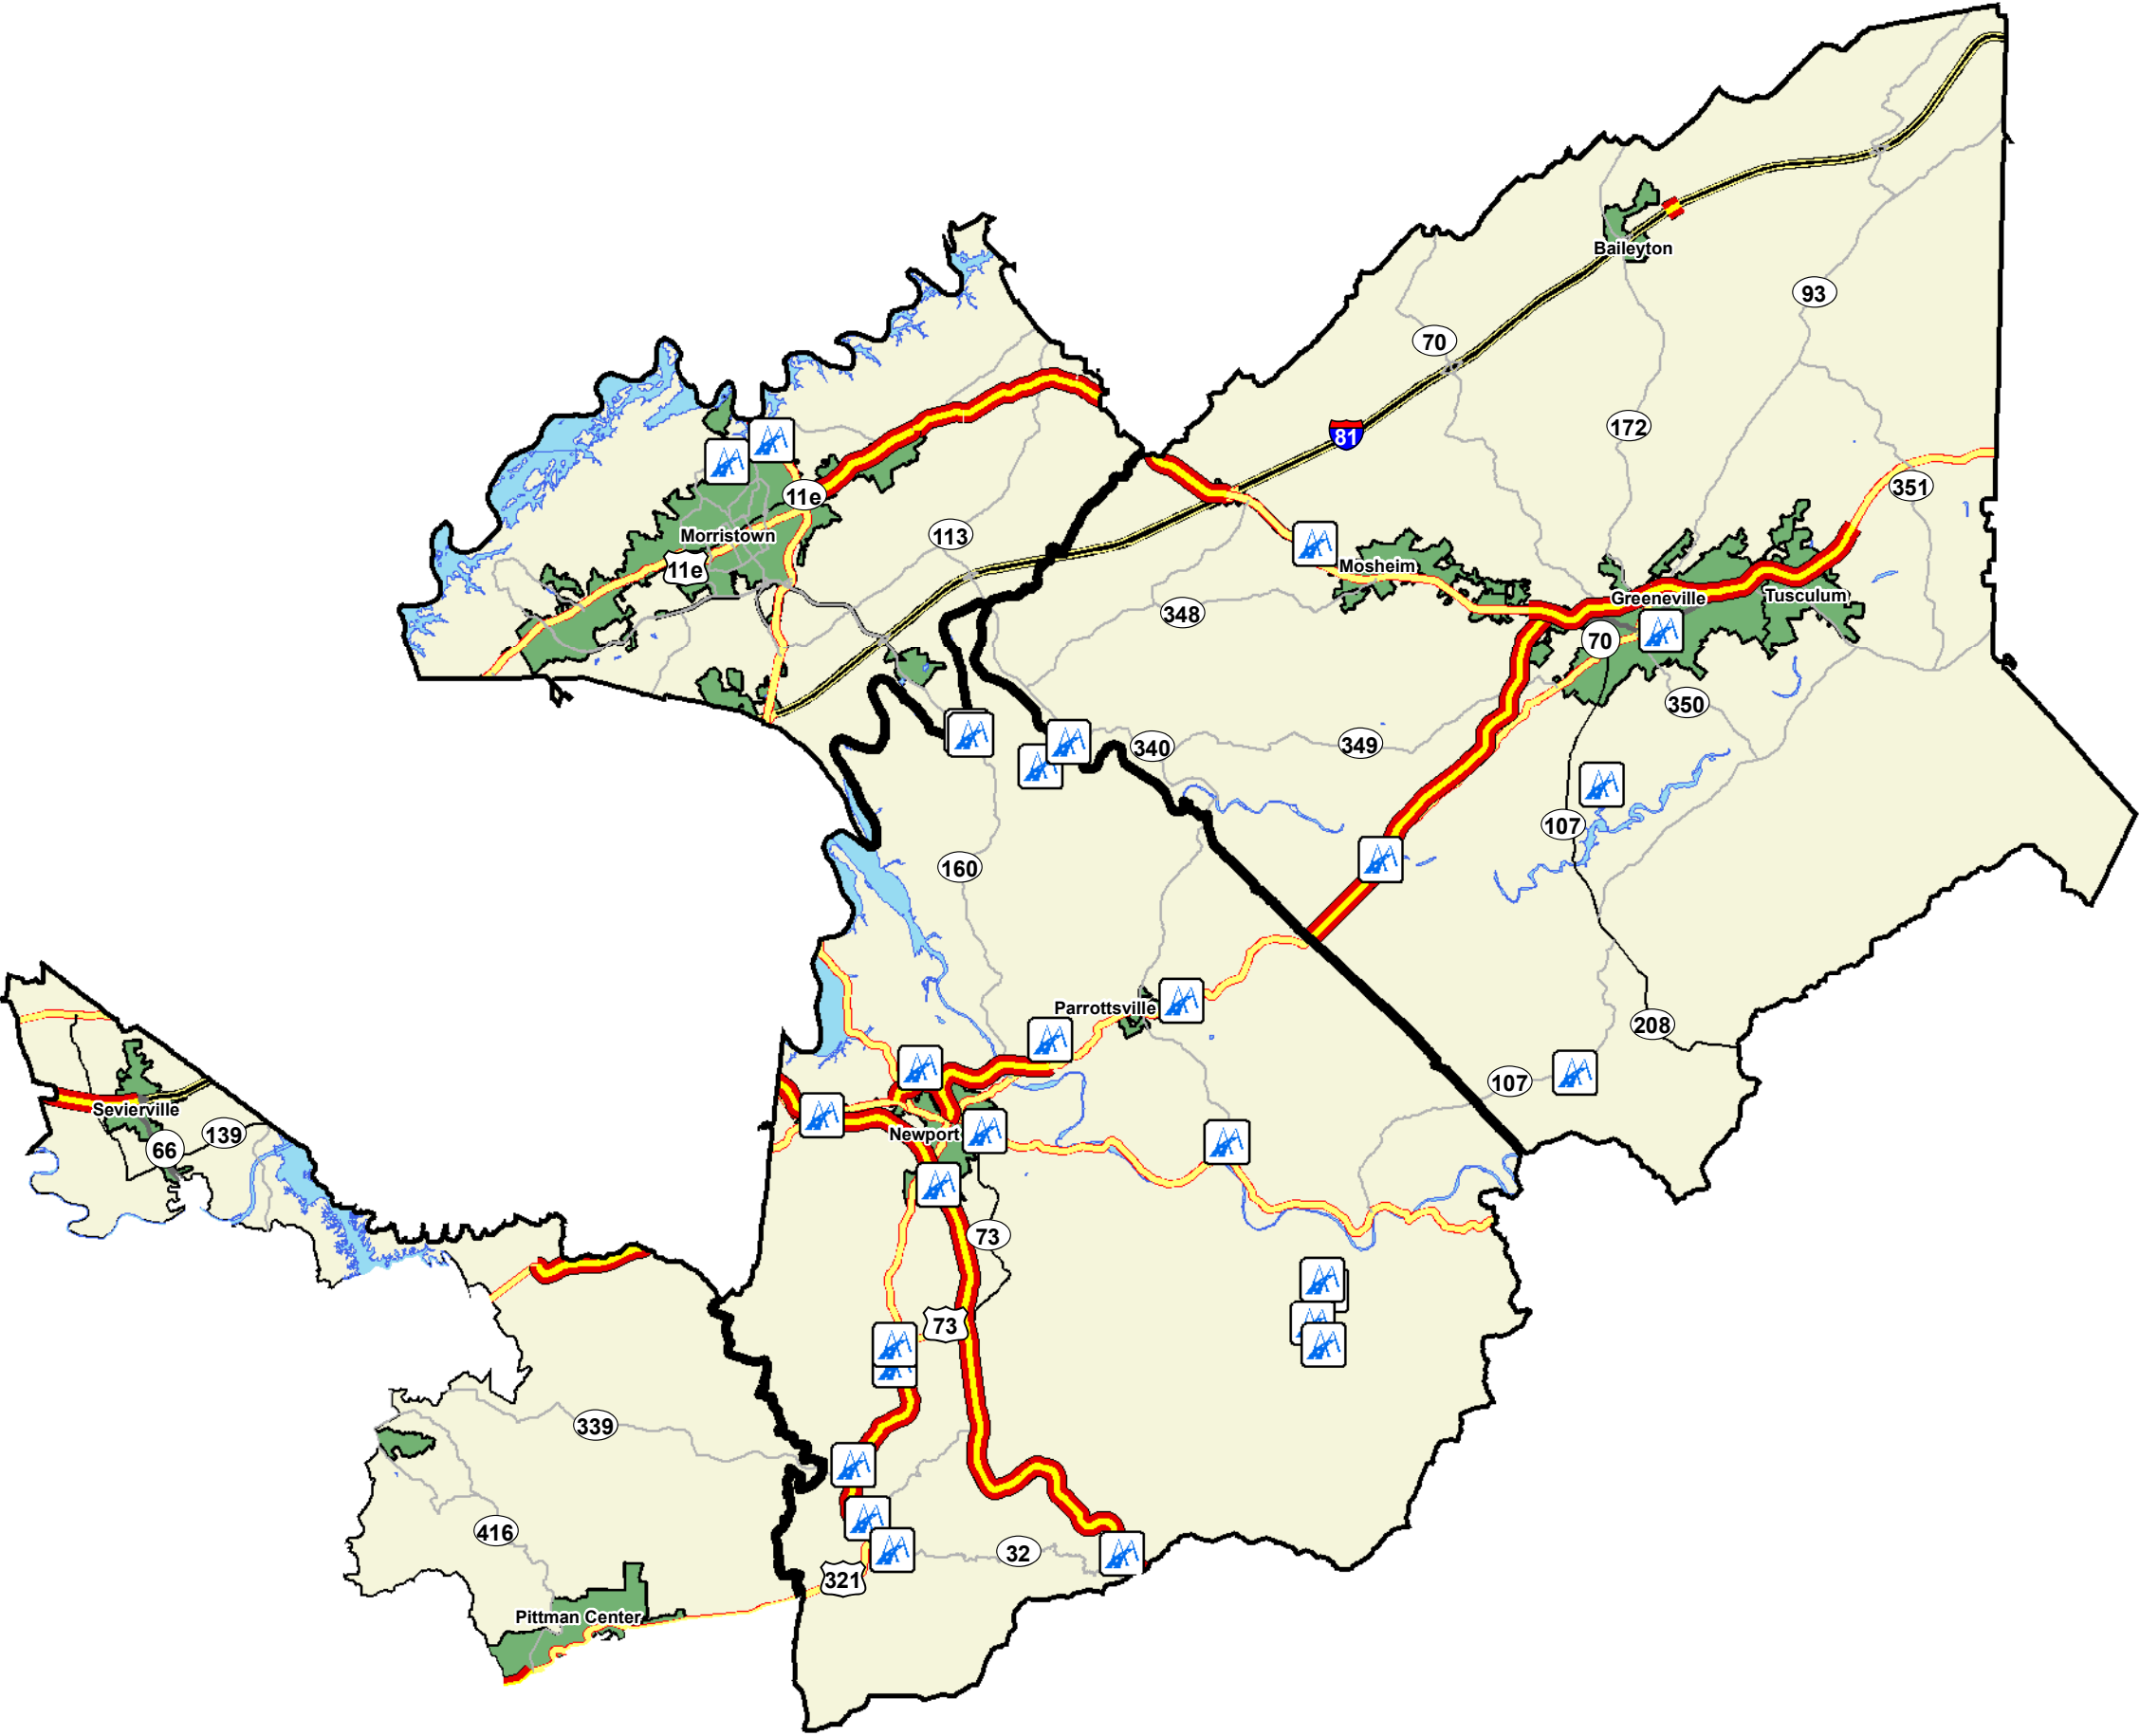 Baileyton
93
70
172
81
351
11e
Morristown
113
11e
Mosheim
Greeneville
Tusculum
348
70
350
340
349
107
160
Parrottsville
208
107
Sevierville
139
66
Newport
73
73
339
416
32
321
Pittman Center